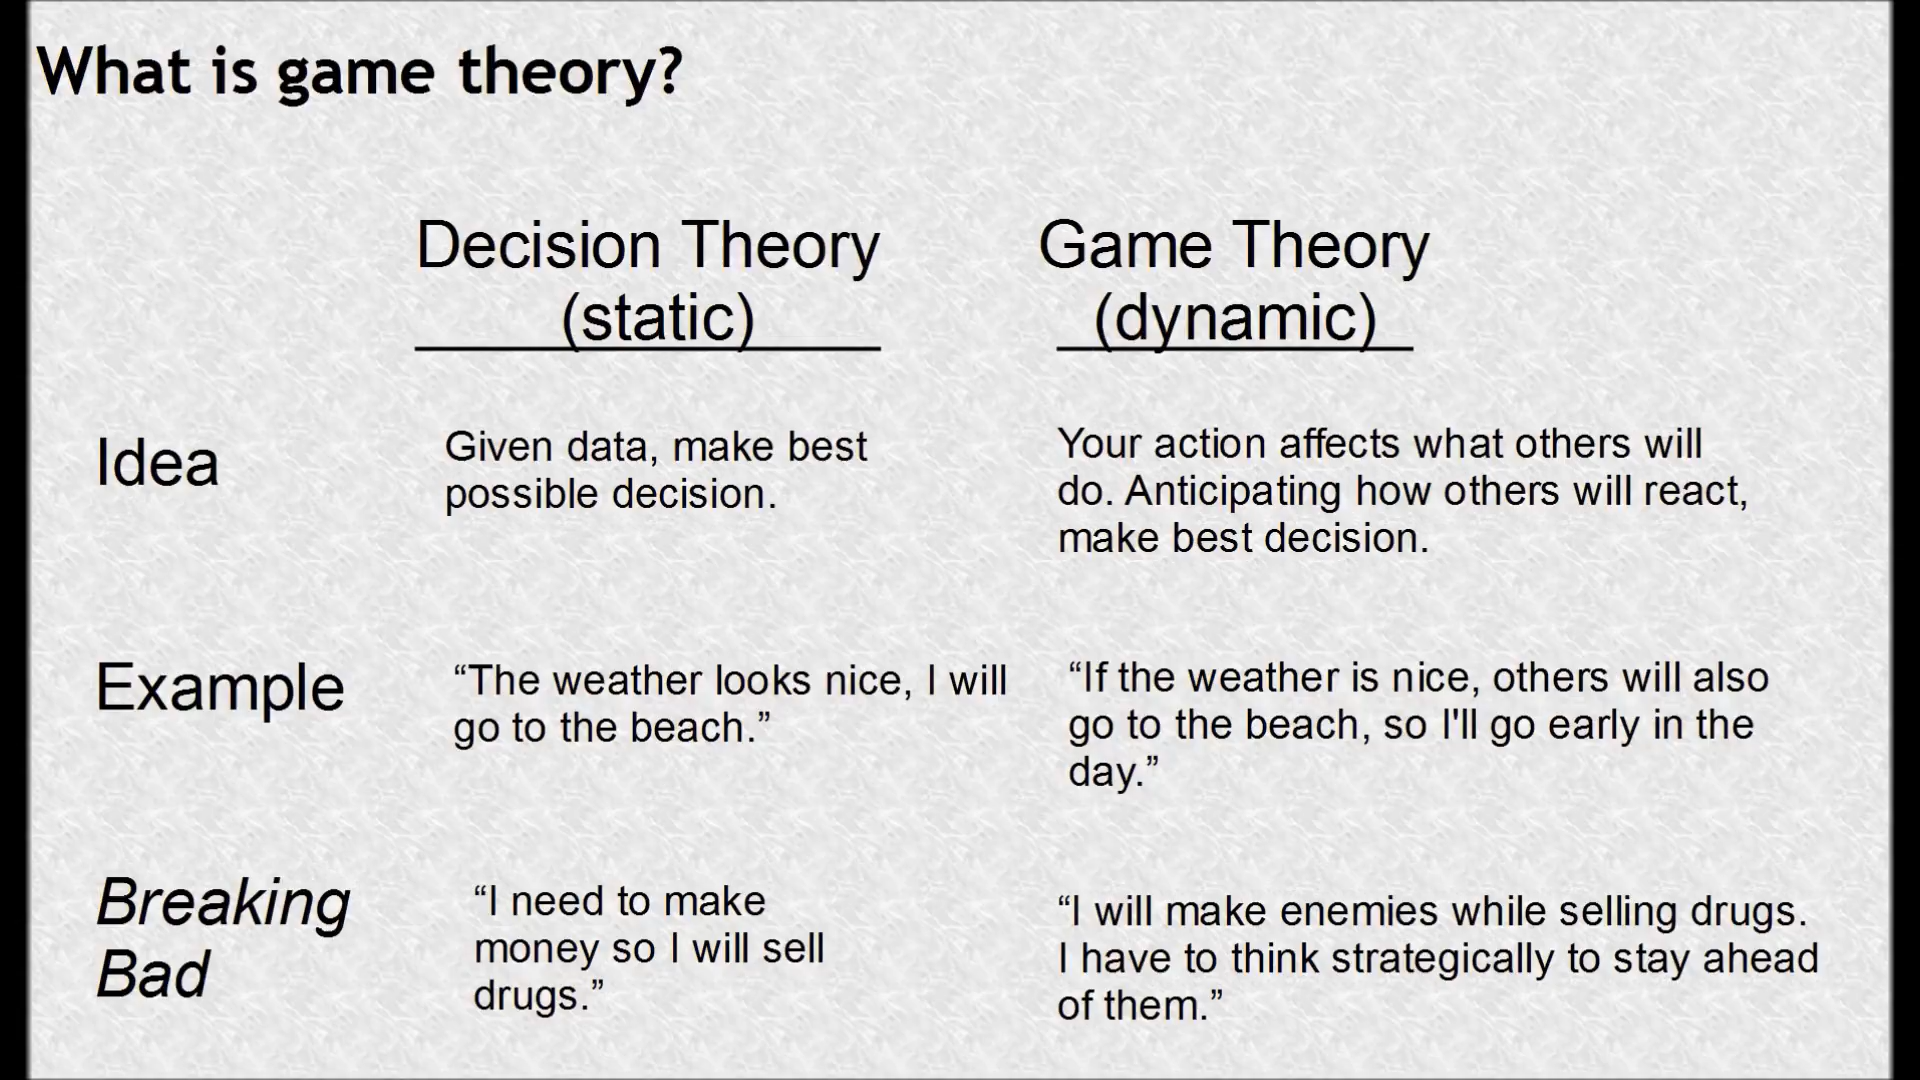 What is game theory?
Decision Theory
(static)
Game Theory
(dynamic)
Idea
Given data, make best
possible decision.
Your action affects what others will
do. Anticipating how others will react,
make best decision.
Example
“The weather looks nice, I will
go to the beach.”
“If the weather is nice, others will also
go to the beach, so I'll go early in the
day.”
Breaking
Bad
“I need to make
money so I will sell
drugs.”
“I will make enemies while selling drugs.
I have to think strategically to stay ahead
of them.”